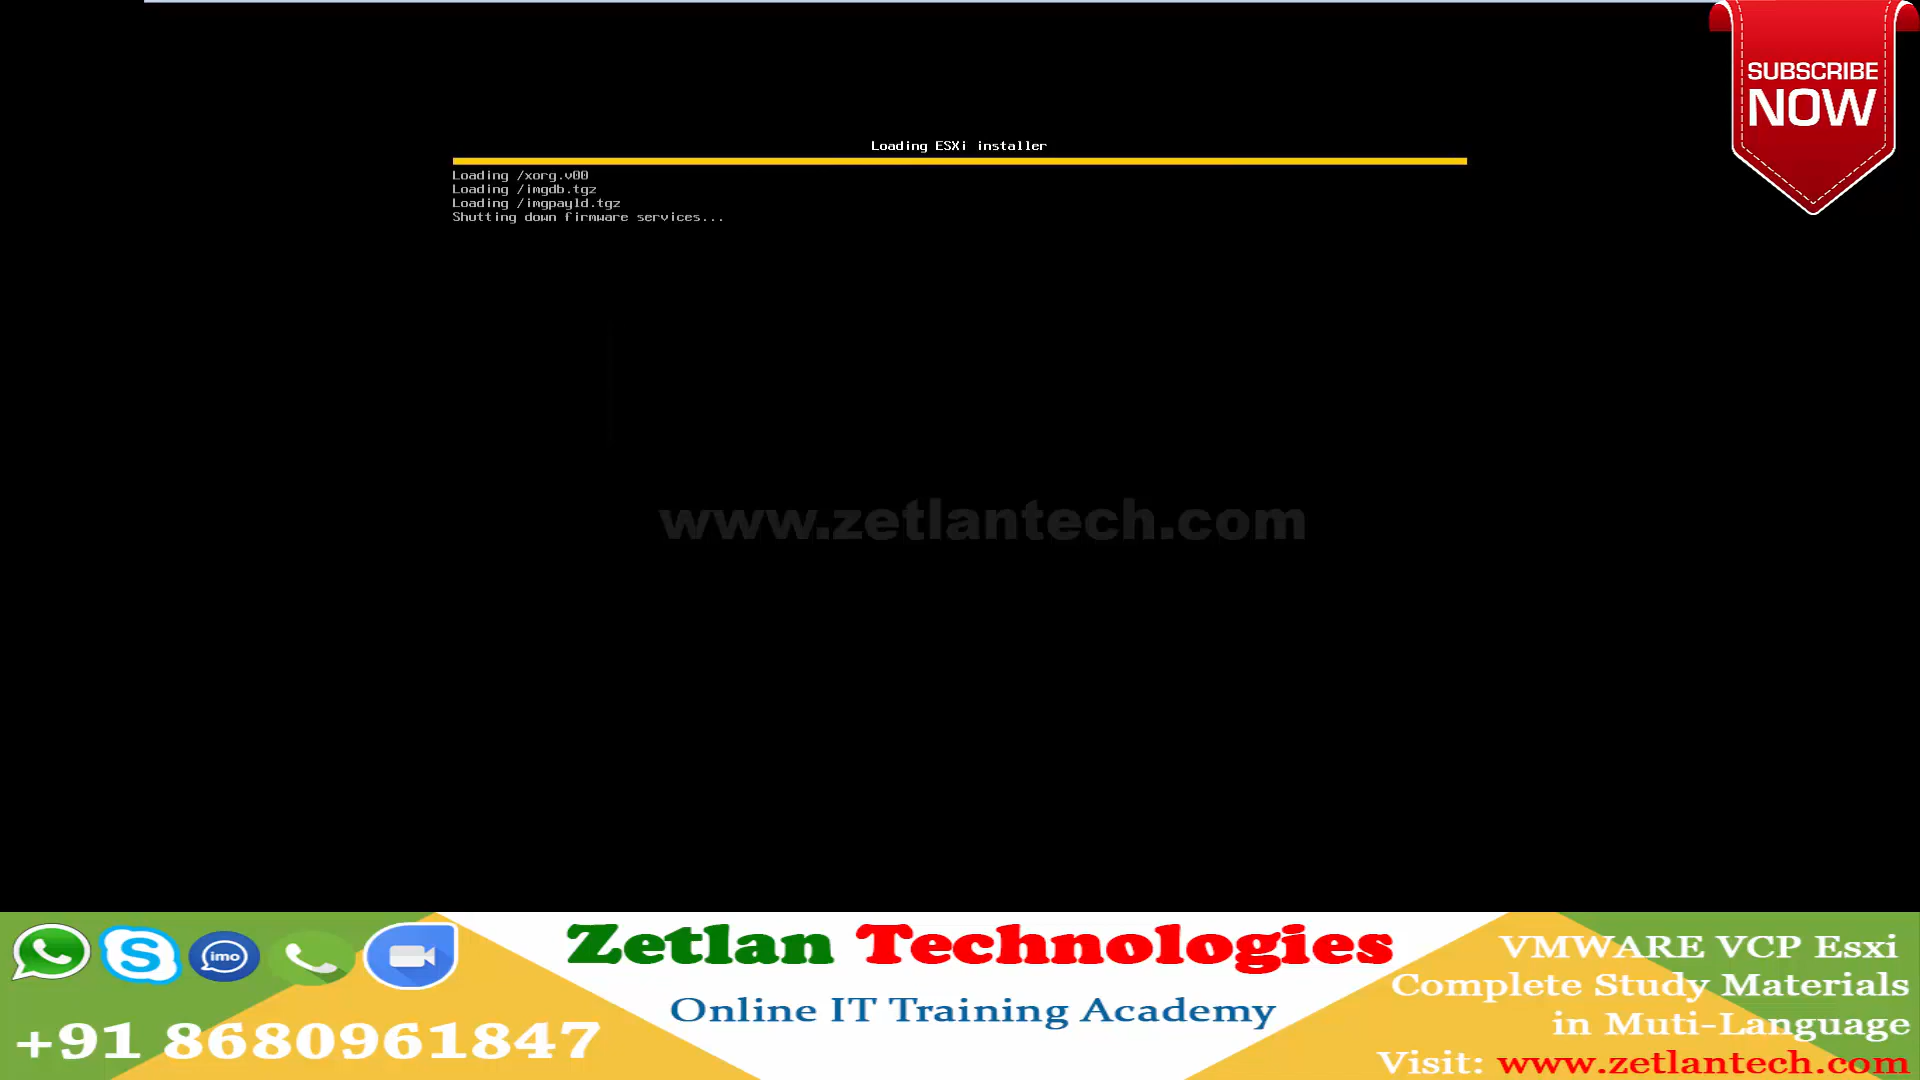 SUBSCRIBE
NOW
Loading ESXi installer
Loading /xorg.v00
Loading /imgdb.tgz
Loading /imgpayld.tgz
Shutting down firmware services...
www.zetlantech.com
imo
+91 8680961847
Zetlan Technologies
Online IT Training Academy
VMWARE VCP Esxi
Complete Study Materials
in Muti-Language
Visit: www.zetlantech.com